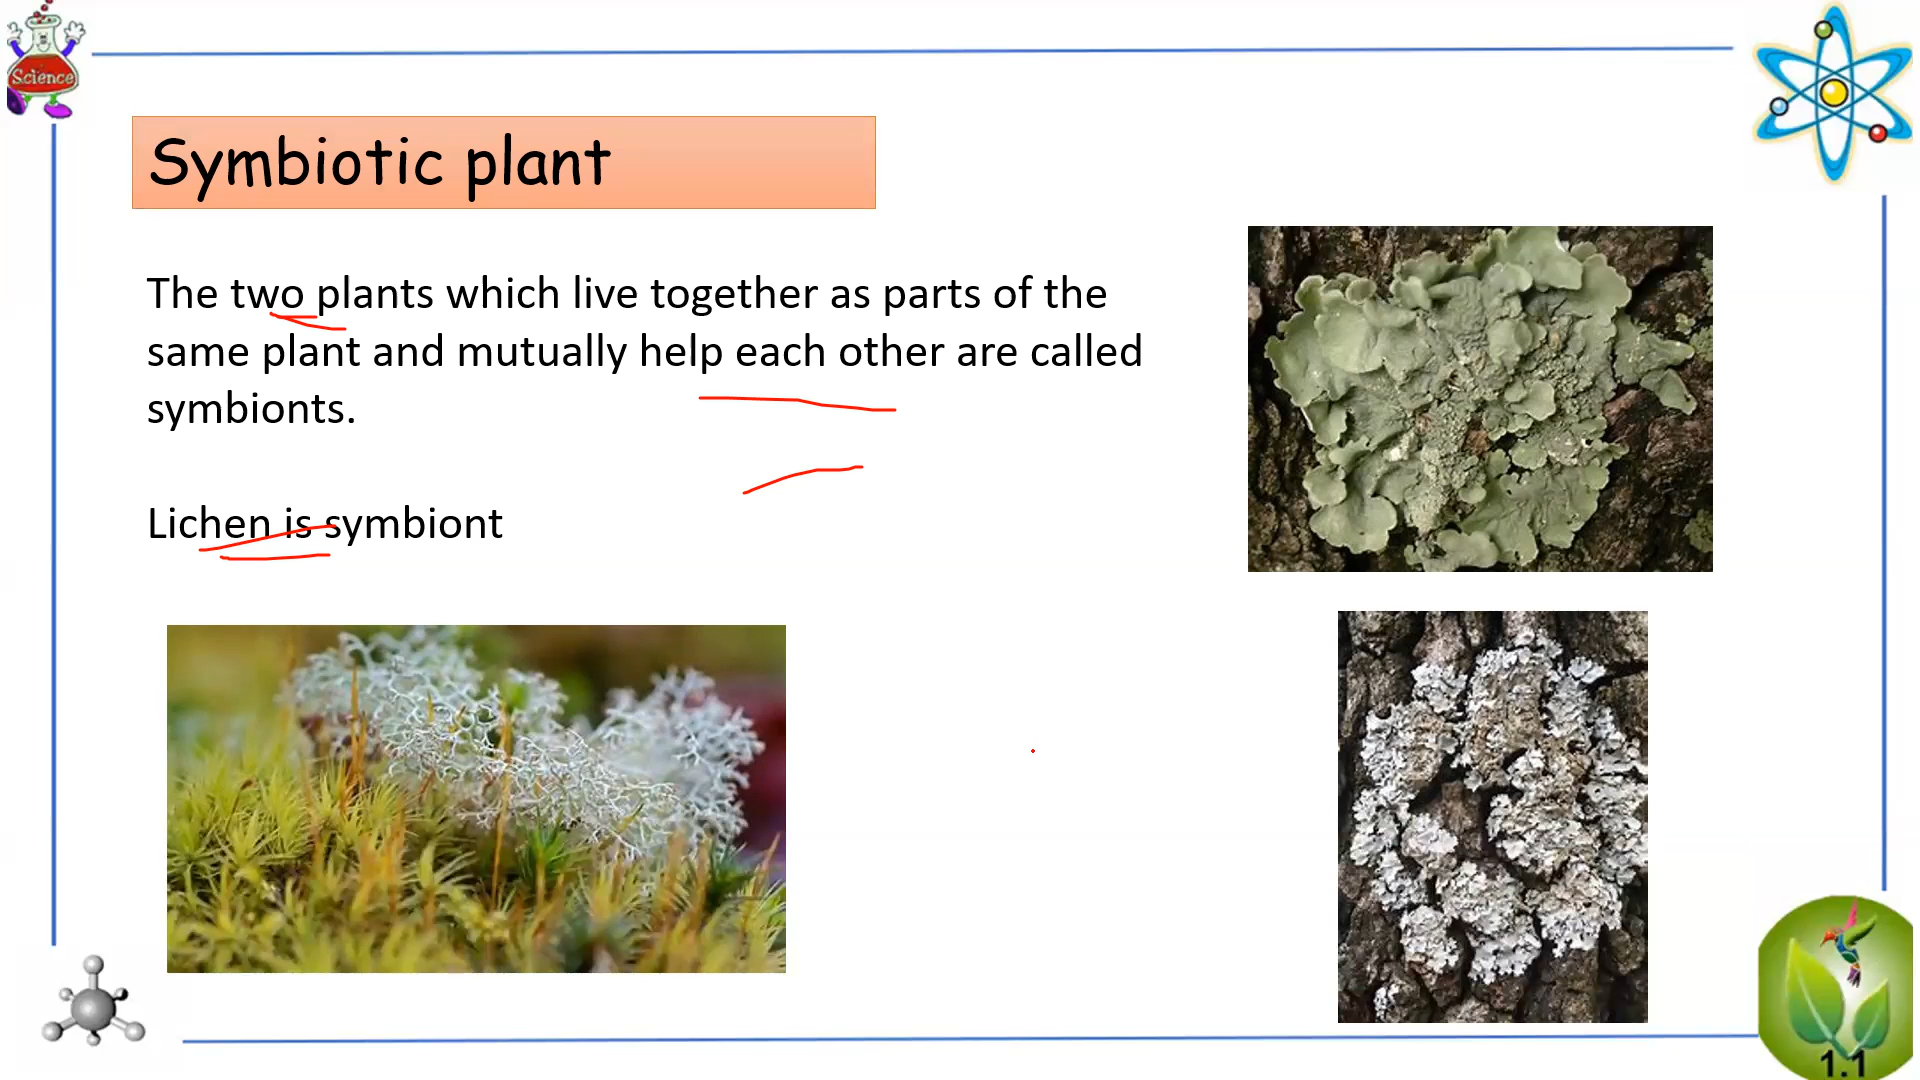 Science
Symbiotic plant
The two plants which live together as parts of the
same plant and mutually help each other are called
symbionts.
Lichen is symbiont
1.1